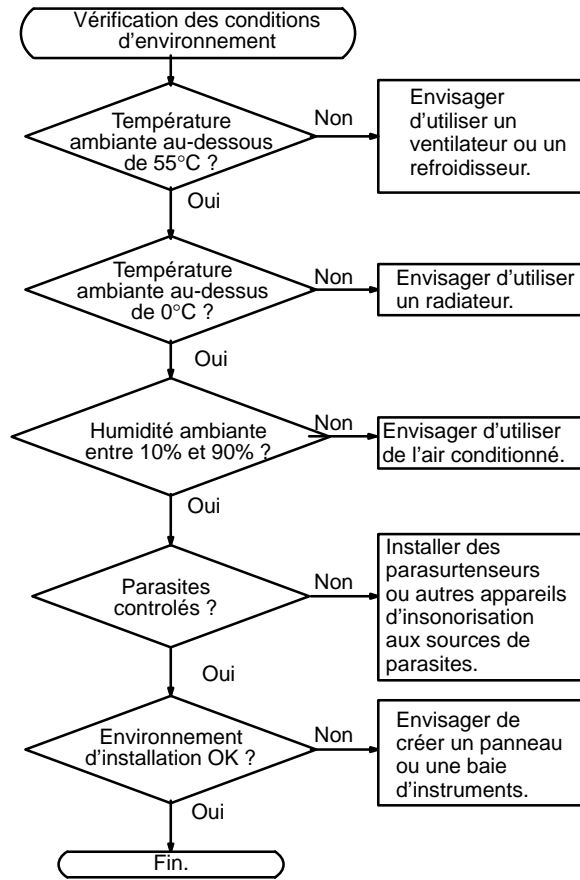 Vérification des conditions
d'environnement
Température
ambiante au-dessous
de 55°C ?
Non
Envisager
d'utiliser un
ventilateur ou un
refroidisseur.
Oui
Température
ambiante au-dessus
de 0°C ?
Non
Envisager d'utiliser
un radiateur.
Oui
Humidité ambiante
entre 10% et 90% ?
Non
Envisager d'utiliser
de l'air conditionné.
Oui
Parasites
controlés ?
Non
Installer des
parasurtenseurs
ou autres appareils
d'insonorisation
aux sources de
parasites.
Oui
Environnement
d'installation OK ?
Non
Envisager de
créer un panneau
ou une baie
d'instruments.
Oui
Fin.